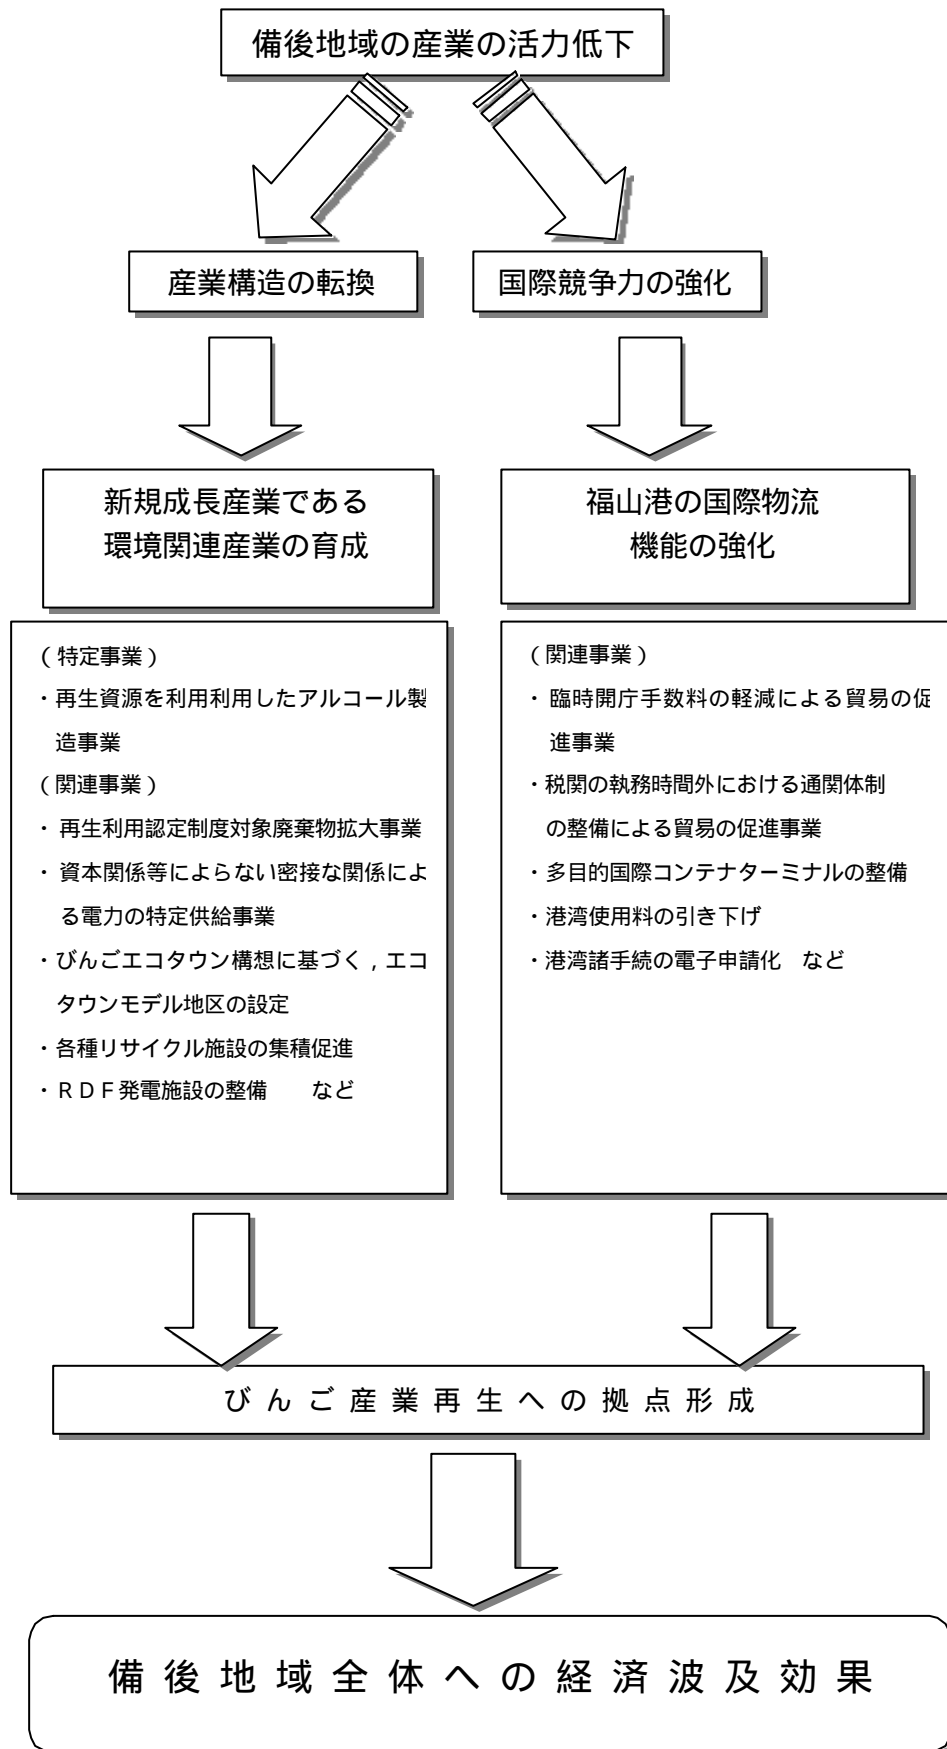 備後地域の産業の活力低下
産業構造の転換
国際競争力の強化
新規成長産業である
環境関連産業の育成
(特定事業)
・再生資源を利用利用したアルコール製
造事業
(関連事業)
・再生利用認定制度対象廃棄物拡大事業
・資本関係等によらない密接な関係によ
る電力の特定供給事業
・びんごエコタウン構想に基づく,エコ
タウンモデル地区の設定
・各種リサイクル施設の集積促進
・RDF発電施設の整備　　など
福山港の国際物流
機能の強化
(関連事業)
・臨時開庁手数料の軽減による貿易の促
進事業
・税関の執務時間外における通関体制
の整備による貿易の促進事業
・多目的国際コンテナターミナルの整備
・港湾使用料の引き下げ
・港湾諸手続の電子申請化　など
びんご産業再生への拠点形成
備後地域全体への経済波及効果